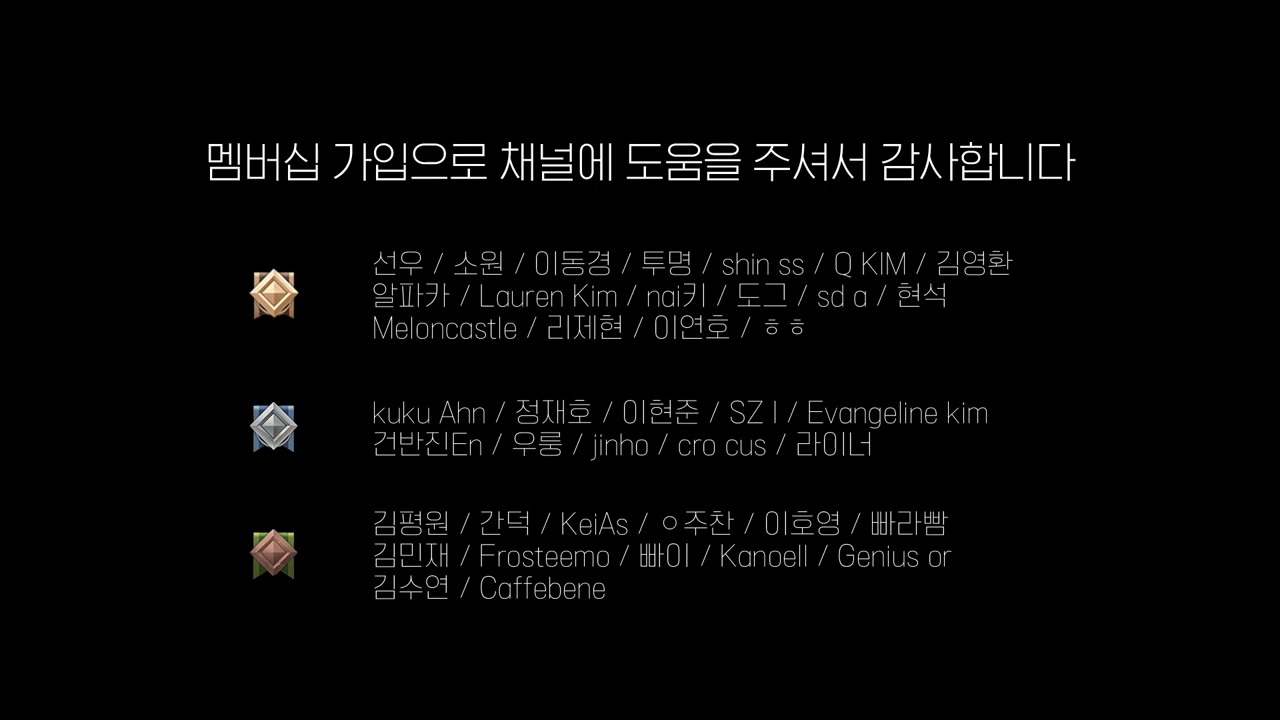 멤버십 가입으로 채널에 도움을 주셔서 감사합니다
선우 / 소원 / 이동경 / 투명 / shin ss / Q KIM / 김영환
알파카 / Lauren Kim / nai키 / 도그 / sd a / 현석
Meloncastle / 리제현 / 이연호 / ㅎㅎ
kuku Ahn / 정재호 / 이현준 / SZ l / Evangeline kim
건반진En / 우룽 / jinho / cro cus / 라이너
김평원 / 간덕 / KeiAs / ㅇ주찬 / 이호영 / 빠라빰
김민재 / Frosteemo / 빠이 / Kanoell / Genius or
김수연 / Caffebene